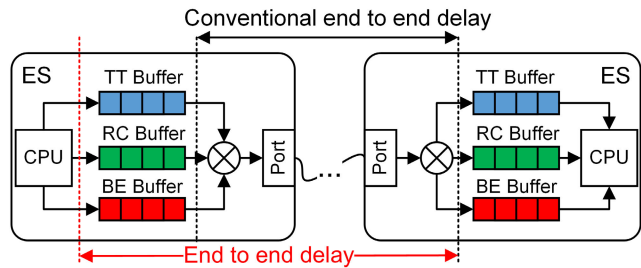 Conventional end to end delay
ES
TT Buffer
RC Buffer
CPU
BE Buffer
Port
...
Port
TT Buffer
ES
RC Buffer
CPU
BE Buffer
End to end delay